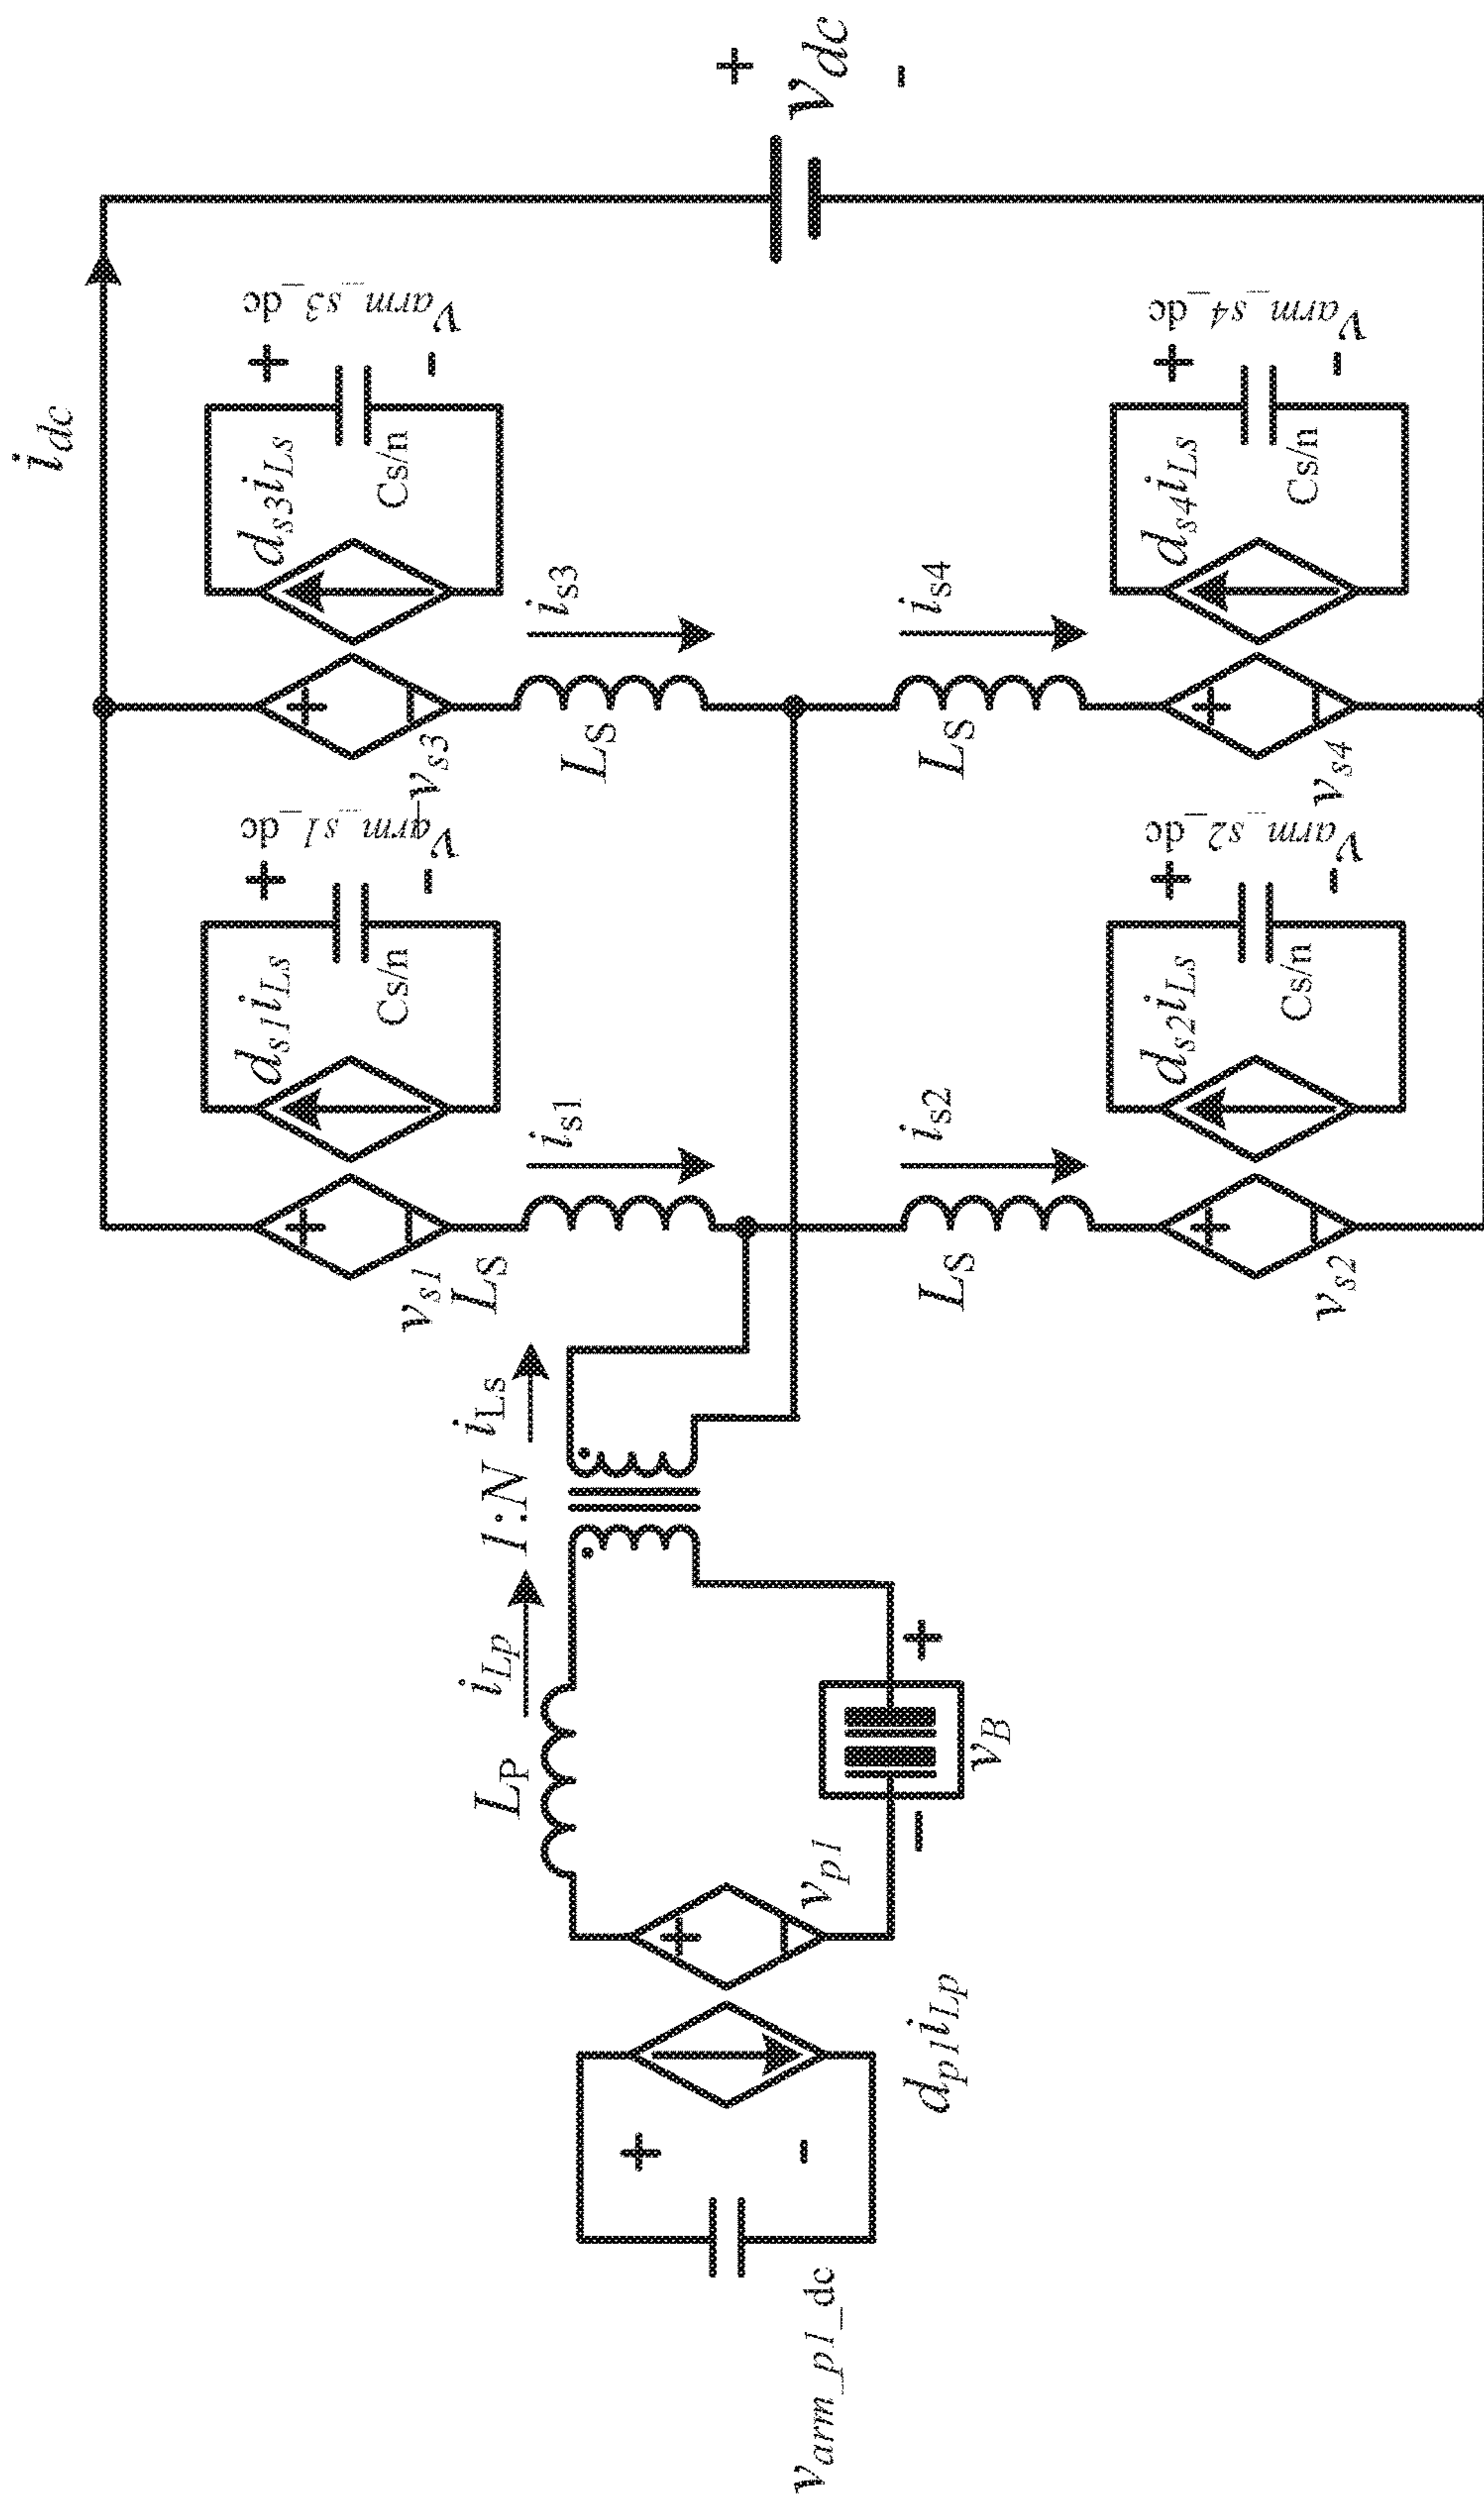 i_dc
+
v_dc
-
d_s1 i_Ls
+
v_arm_s1_dc
-
Cs/n
v_s1
L_S
i_s1
d_s3 i_Ls
+
v_arm_s3_dc
-
Cs/n
v_s3
L_S
i_s3
i_Lp
1:N
i_Ls
L_P
+
-
v_p1
+
-
v_B
d_p1 i_Lp
v_arm_p1_dc
L_S
i_s2
d_s2 i_Ls
+
v_arm_s2_dc
-
Cs/n
v_s2
L_S
i_s4
d_s4 i_Ls
+
v_arm_s4_dc
-
Cs/n
v_s4